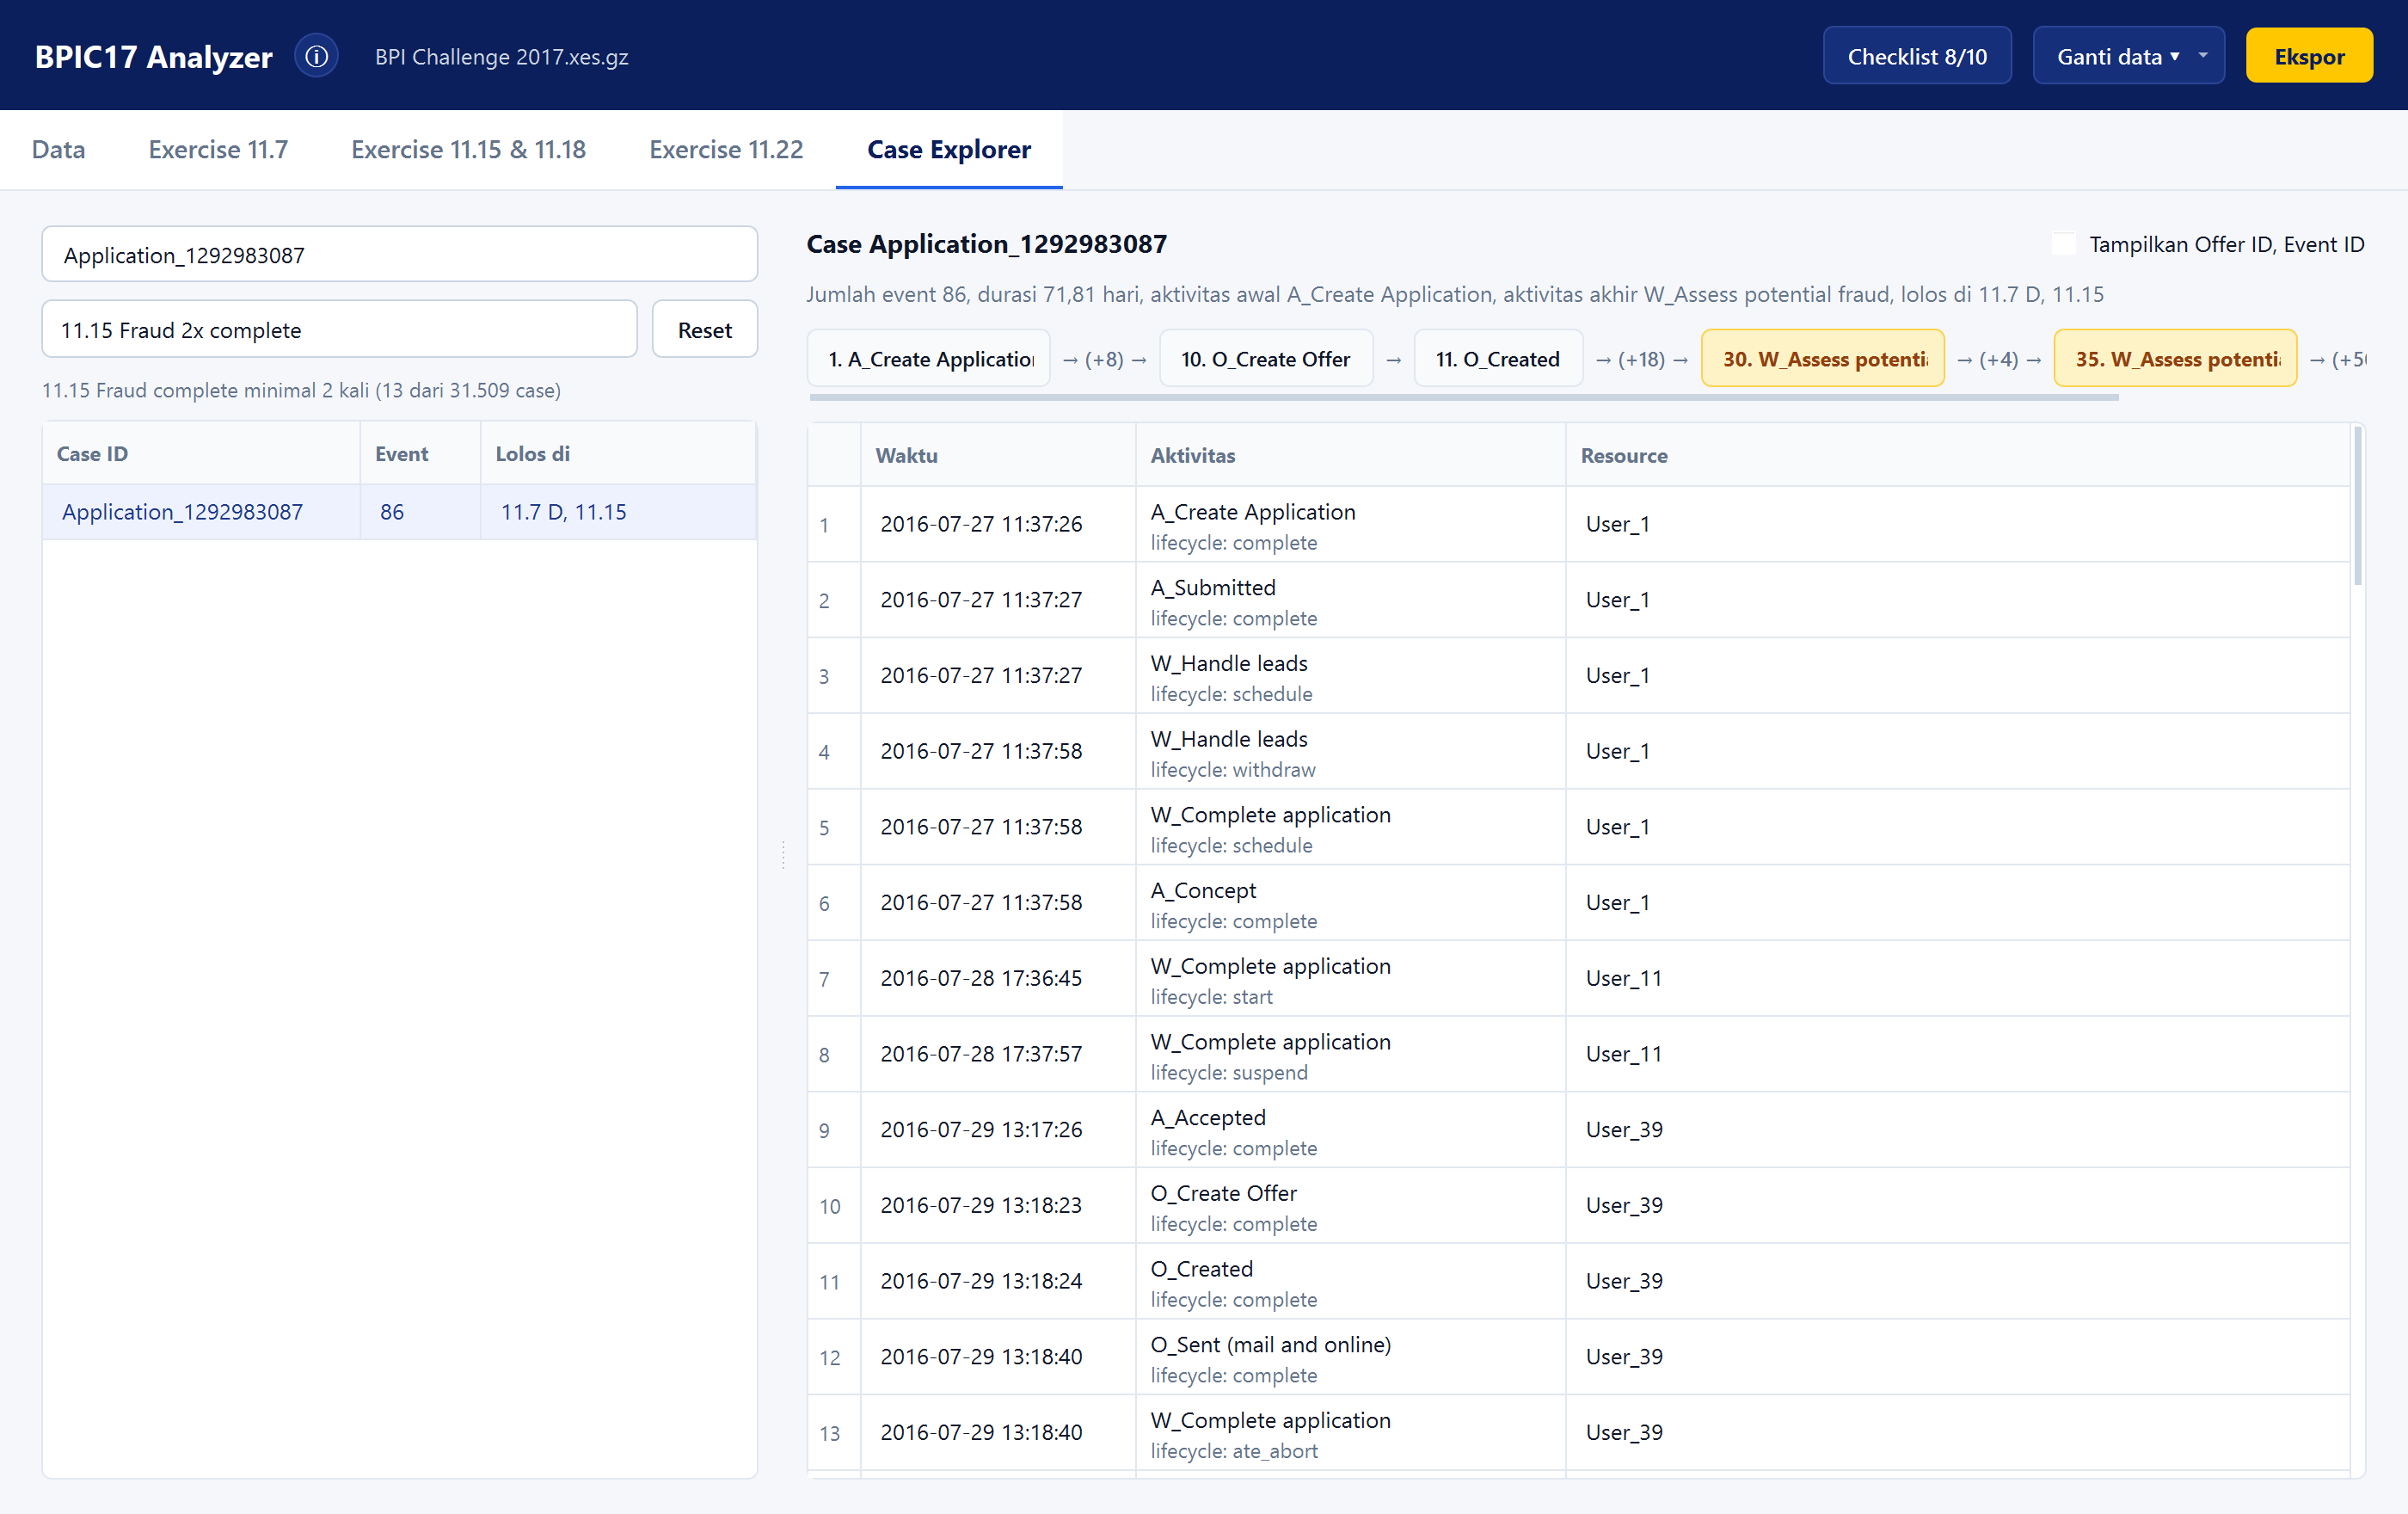 BPIC17 Analyzer
BPI Challenge 2017.xes.gz
Checklist 8/10
Ganti data ▾
Ekspor
Data
Exercise 11.7
Exercise 11.15 & 11.18
Exercise 11.22
Case Explorer
Application_1292983087
11.15 Fraud 2x complete
Reset
11.15 Fraud complete minimal 2 kali (13 dari 31.509 case)
Case ID Event Lolos di
Application_1292983087 86 11.7 D, 11.15
Case Application_1292983087
Tampilkan Offer ID, Event ID
Jumlah event 86, durasi 71,81 hari, aktivitas awal A_Create Application, aktivitas akhir W_Assess potential fraud, lolos di 11.7 D, 11.15
1. A_Create Application → (+8) → 10. O_Create Offer → 11. O_Created → (+18) → 30. W_Assess potenti → (+4) → 35. W_Assess potenti → (+5
Waktu Aktivitas Resource
1 2016-07-27 11:37:26 A_Create Application User_1
lifecycle: complete
2 2016-07-27 11:37:27 A_Submitted User_1
lifecycle: complete
3 2016-07-27 11:37:27 W_Handle leads User_1
lifecycle: schedule
4 2016-07-27 11:37:58 W_Handle leads User_1
lifecycle: withdraw
5 2016-07-27 11:37:58 W_Complete application User_1
lifecycle: schedule
6 2016-07-27 11:37:58 A_Concept User_1
lifecycle: complete
7 2016-07-28 17:36:45 W_Complete application User_11
lifecycle: start
8 2016-07-28 17:37:57 W_Complete application User_11
lifecycle: suspend
9 2016-07-29 13:17:26 A_Accepted User_39
lifecycle: complete
10 2016-07-29 13:18:23 O_Create Offer User_39
lifecycle: complete
11 2016-07-29 13:18:24 O_Created User_39
lifecycle: complete
12 2016-07-29 13:18:40 O_Sent (mail and online) User_39
lifecycle: complete
13 2016-07-29 13:18:40 W_Complete application User_39
lifecycle: ate_abort